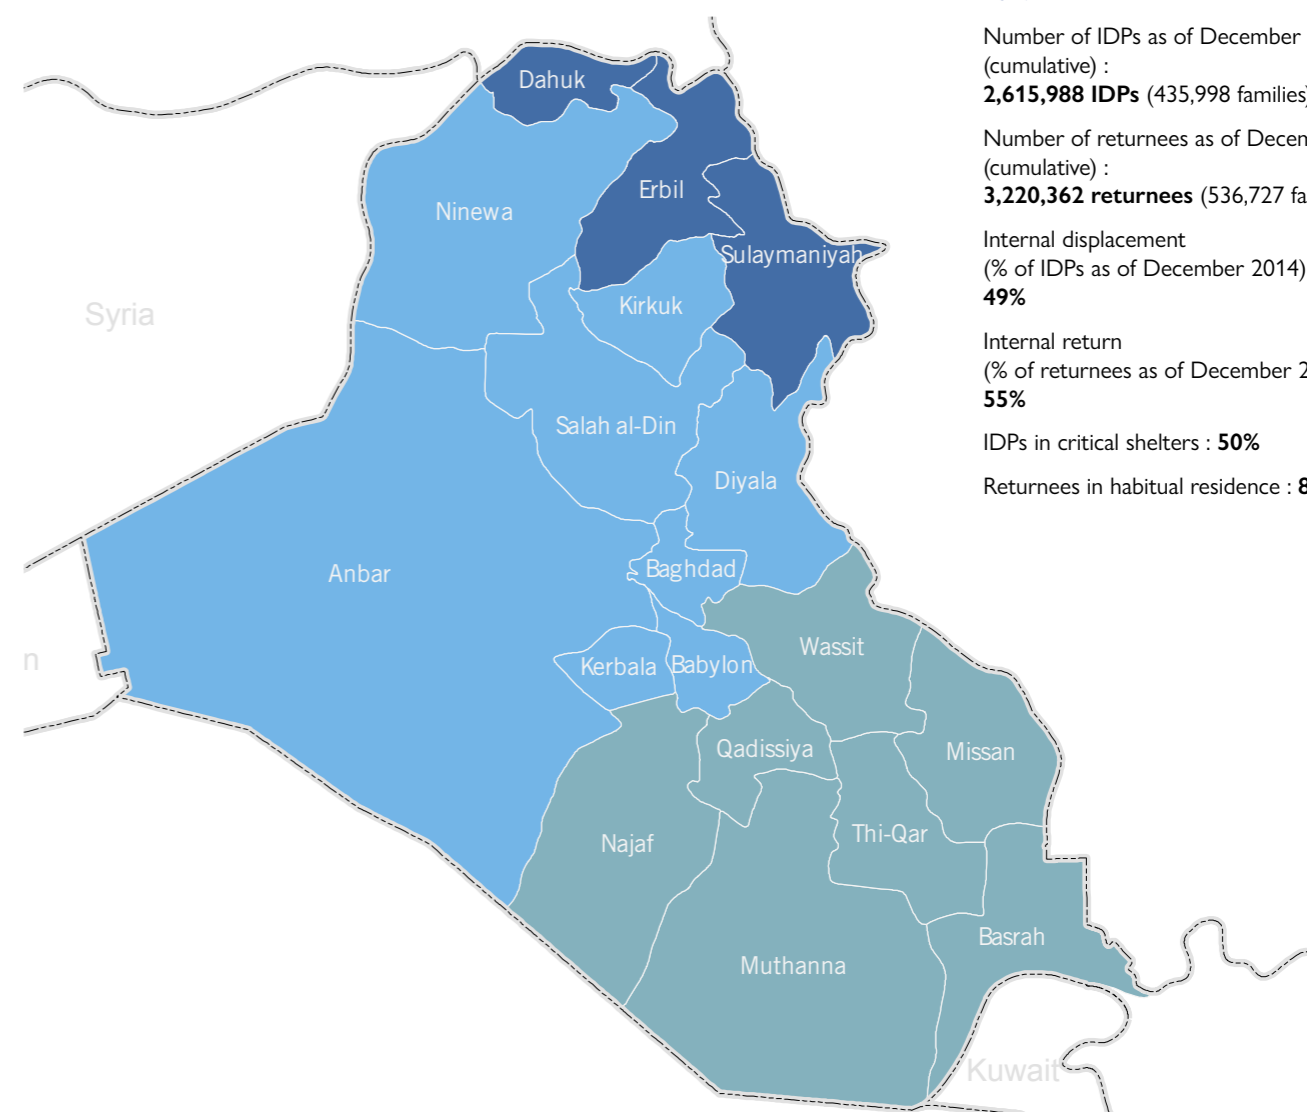 Dahuk
Erbil
Ninewa
Sulaymaniyah
Kirkuk
Syria
Salah al-Din
Diyala
Anbar
Baghdad
Wassit
Kerbala
Babylon
Qadissiya
Missan
Najaf
Thi-Qar
Basrah
Muthanna
Kuwait
n
Number of IDPs as of December
(cumulative) :
2,615,988 IDPs (435,998 families)
Number of returnees as of Decem
(cumulative) :
3,220,362 returnees (536,727 fa
Internal displacement
(% of IDPs as of December 2014)
49%
Internal return
(% of returnees as of December 2
55%
IDPs in critical shelters : 50%
Returnees in habitual residence : 8